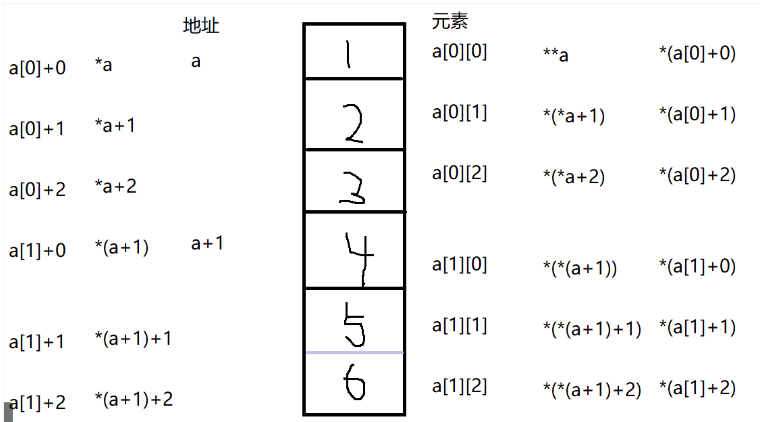 地址 元素
a[0]+0 *a a 1 a[0][0] **a *(a[0]+0)
a[0]+1 *a+1 2 a[0][1] *(*a+1) *(a[0]+1)
a[0]+2 *a+2 3 a[0][2] *(*a+2) *(a[0]+2)
a[1]+0 *(a+1) a+1 4 a[1][0] *(*(a+1)) *(a[1]+0)
a[1]+1 *(a+1)+1 5 a[1][1] *(*(a+1)+1) *(a[1]+1)
a[1]+2 *(a+1)+2 6 a[1][2] *(*(a+1)+2) *(a[1]+2)